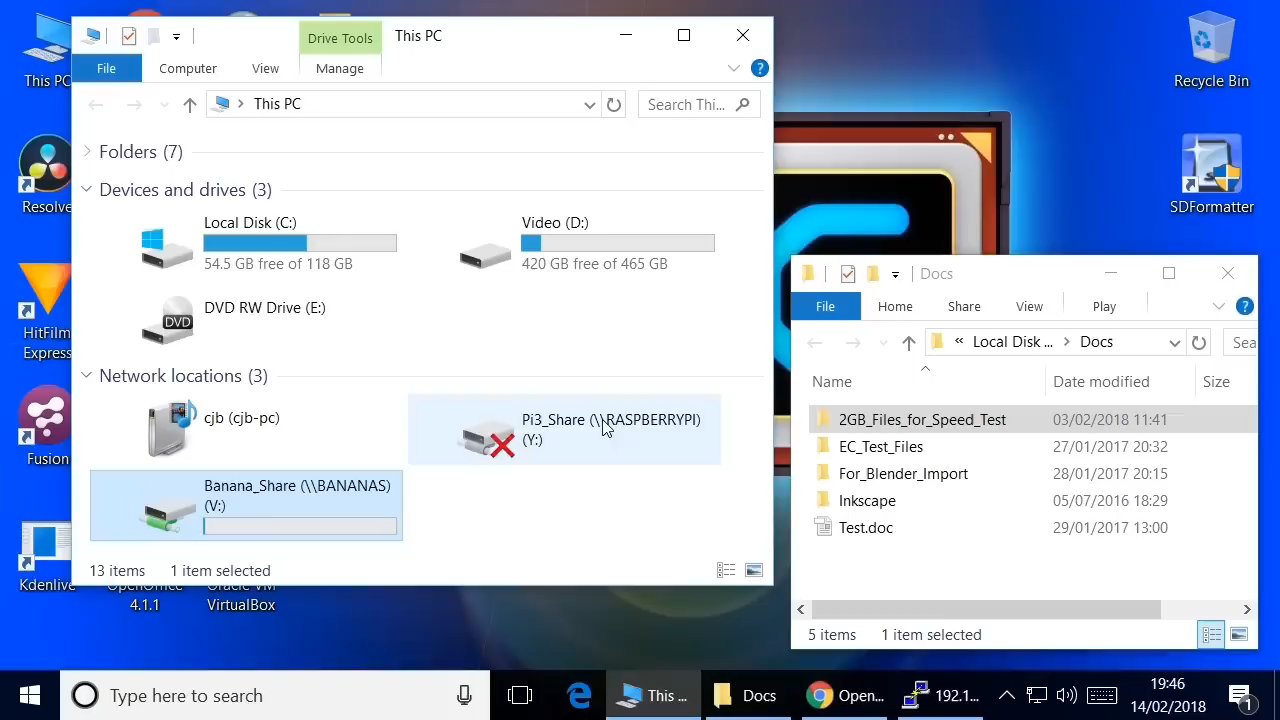 This PC
Resolve
HitFilm
Express
Fusion
Kdenlive
OpenOffice
4.1.1
Oracle VM
VirtualBox
Recycle Bin
SDFormatter
Drive Tools
This PC
File
Computer
View
Manage
?
This PC
Search Thi...
Folders (7)
Devices and drives (3)
Local Disk (C:)
54.5 GB free of 118 GB
Video (D:)
420 GB free of 465 GB
DVD
DVD RW Drive (E:)
Network locations (3)
cjb (cjb-pc)
Pi3_Share (\\RASPBERRYPI)
(Y:)
Banana_Share (\\BANANAS)
(V:)
13 items
1 item selected
Docs
File
Home
Share
View
Play
?
« Local Disk ... > Docs
Sea
Name
Date modified
Size
2GB_Files_for_Speed_Test 03/02/2018 11:41
EC_Test_Files 27/01/2017 20:32
For_Blender_Import 28/01/2017 20:15
Inkscape 05/07/2016 18:29
Test.doc 29/01/2017 13:00
5 items
1 item selected
Type here to search
This ...
Docs
Open...
192.1...
19:46
14/02/2018
1